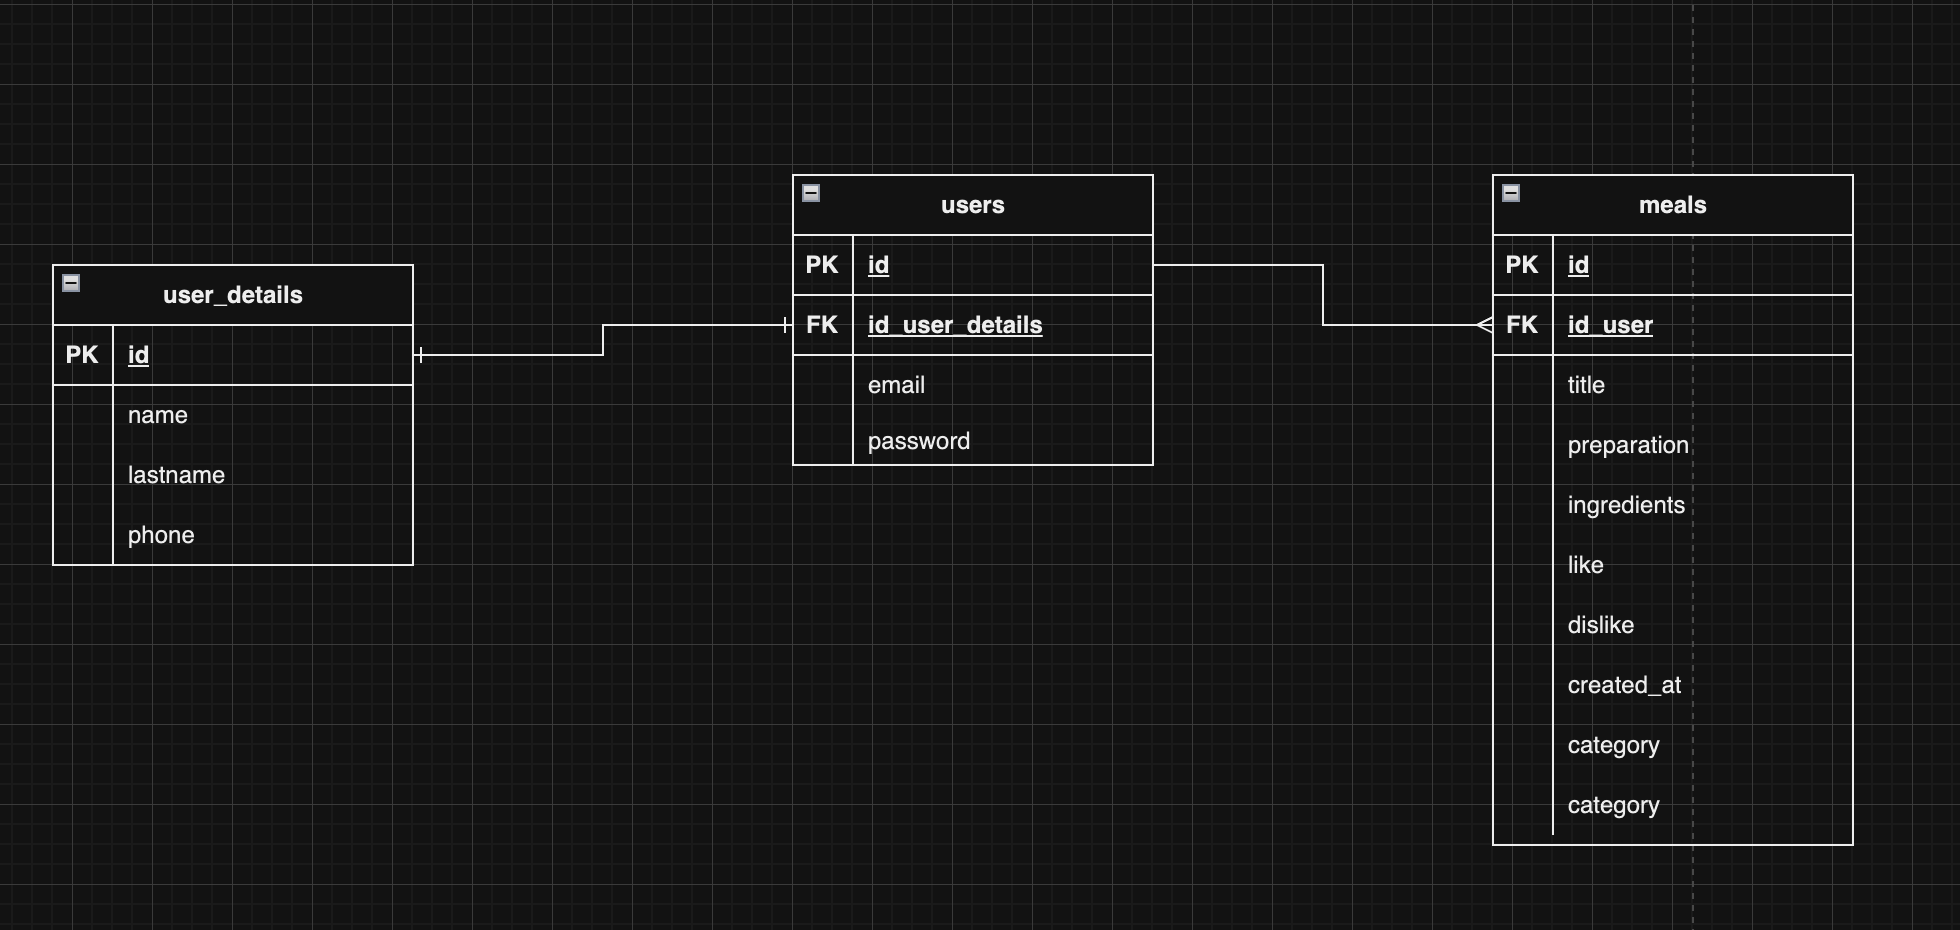 user_details
PK id
name
lastname
phone
users
PK id
FK id_user_details
email
password
meals
PK id
FK id_user
title
preparation
ingredients
like
dislike
created_at
category
category